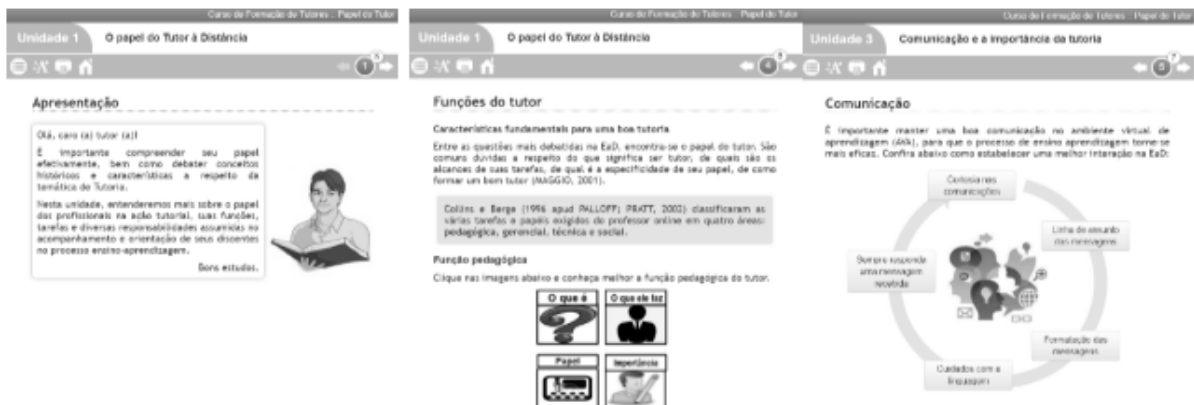 Curso de Formação de Tutores :: Papel do Tutor
Unidade 1
O papel do Tutor à Distância
1
Apresentação
Olá, caro (a) tutor (a)!
É importante compreender seu papel
efetivamente, bem como debater conceitos
históricos e características a respeito da
temática de Tutoria.
Nesta unidade, entenderemos mais sobre o papel
dos profissionais na ação tutorial, suas funções,
tarefas e diversas responsabilidades assumidas no
acompanhamento e orientação de seus discentes
no processo ensino-aprendizagem.
Bons estudos.
Curso de Formação de Tutores :: Papel do Tutor
Unidade 1
O papel do Tutor à Distância
4
Funções do tutor
Características fundamentais para uma boa tutoria
Entre as questões mais debatidas na EaD, encontra-se o papel do tutor. São
comuns duvidas a respeito do que significa ser tutor, de quais são os
alcances de suas tarefas, de qual é a especificidade de seu papel, de como
formar um bom tutor (MAGGIO, 2001).
Collins e Berge (1996 apud PALLOFF; PRATT, 2002) classificaram as
várias tarefas e papéis exigidos do professor online em quatro áreas:
pedagógica, gerencial, técnica e social.
Função pedagógica
Clique nas imagens abaixo e conheça melhor a função pedagógica do tutor.
O que é
O que ele faz
Papel
Importância
Curso de Formação de Tutores :: Papel do Tutor
Unidade 3
Comunicação e a importância da tutoria
5
7
Comunicação
É importante manter uma boa comunicação no ambiente virtual de
aprendizagem (AVA), para que o processo de ensino aprendizagem torne-se
mais eficaz. Confira abaixo como estabelecer uma melhor interação na EaD:
Cortesia nas
comunicações
Linha de assunto
das mensagens
Sempre responda
uma mensagem
recebida
Formatação das
mensagens
Cuidados com a
linguagem